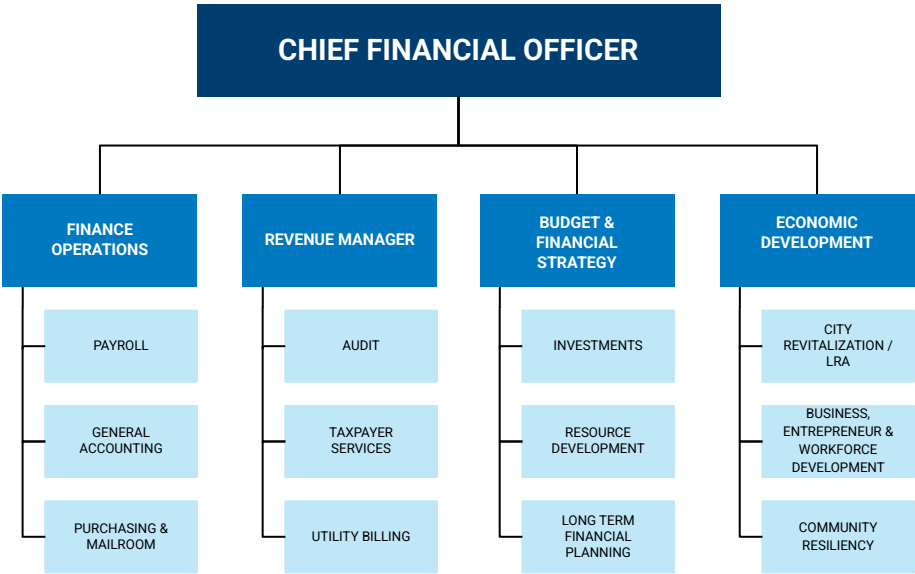 CHIEF FINANCIAL OFFICER
FINANCE
OPERATIONS
REVENUE MANAGER
BUDGET &
FINANCIAL
STRATEGY
ECONOMIC
DEVELOPMENT
PAYROLL
AUDIT
INVESTMENTS
CITY
REVITALIZATION /
LRA
GENERAL
ACCOUNTING
TAXPAYER
SERVICES
RESOURCE
DEVELOPMENT
BUSINESS,
ENTREPRENEUR &
WORKFORCE
DEVELOPMENT
PURCHASING &
MAILROOM
UTILITY BILLING
LONG TERM
FINANCIAL
PLANNING
COMMUNITY
RESILIENCY